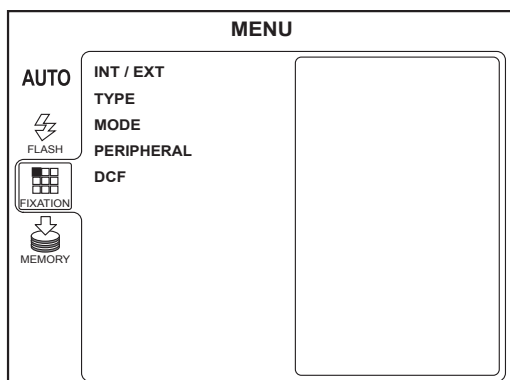 MENU
AUTO
FLASH
FIXATION
MEMORY
INT / EXT
TYPE
MODE
PERIPHERAL
DCF